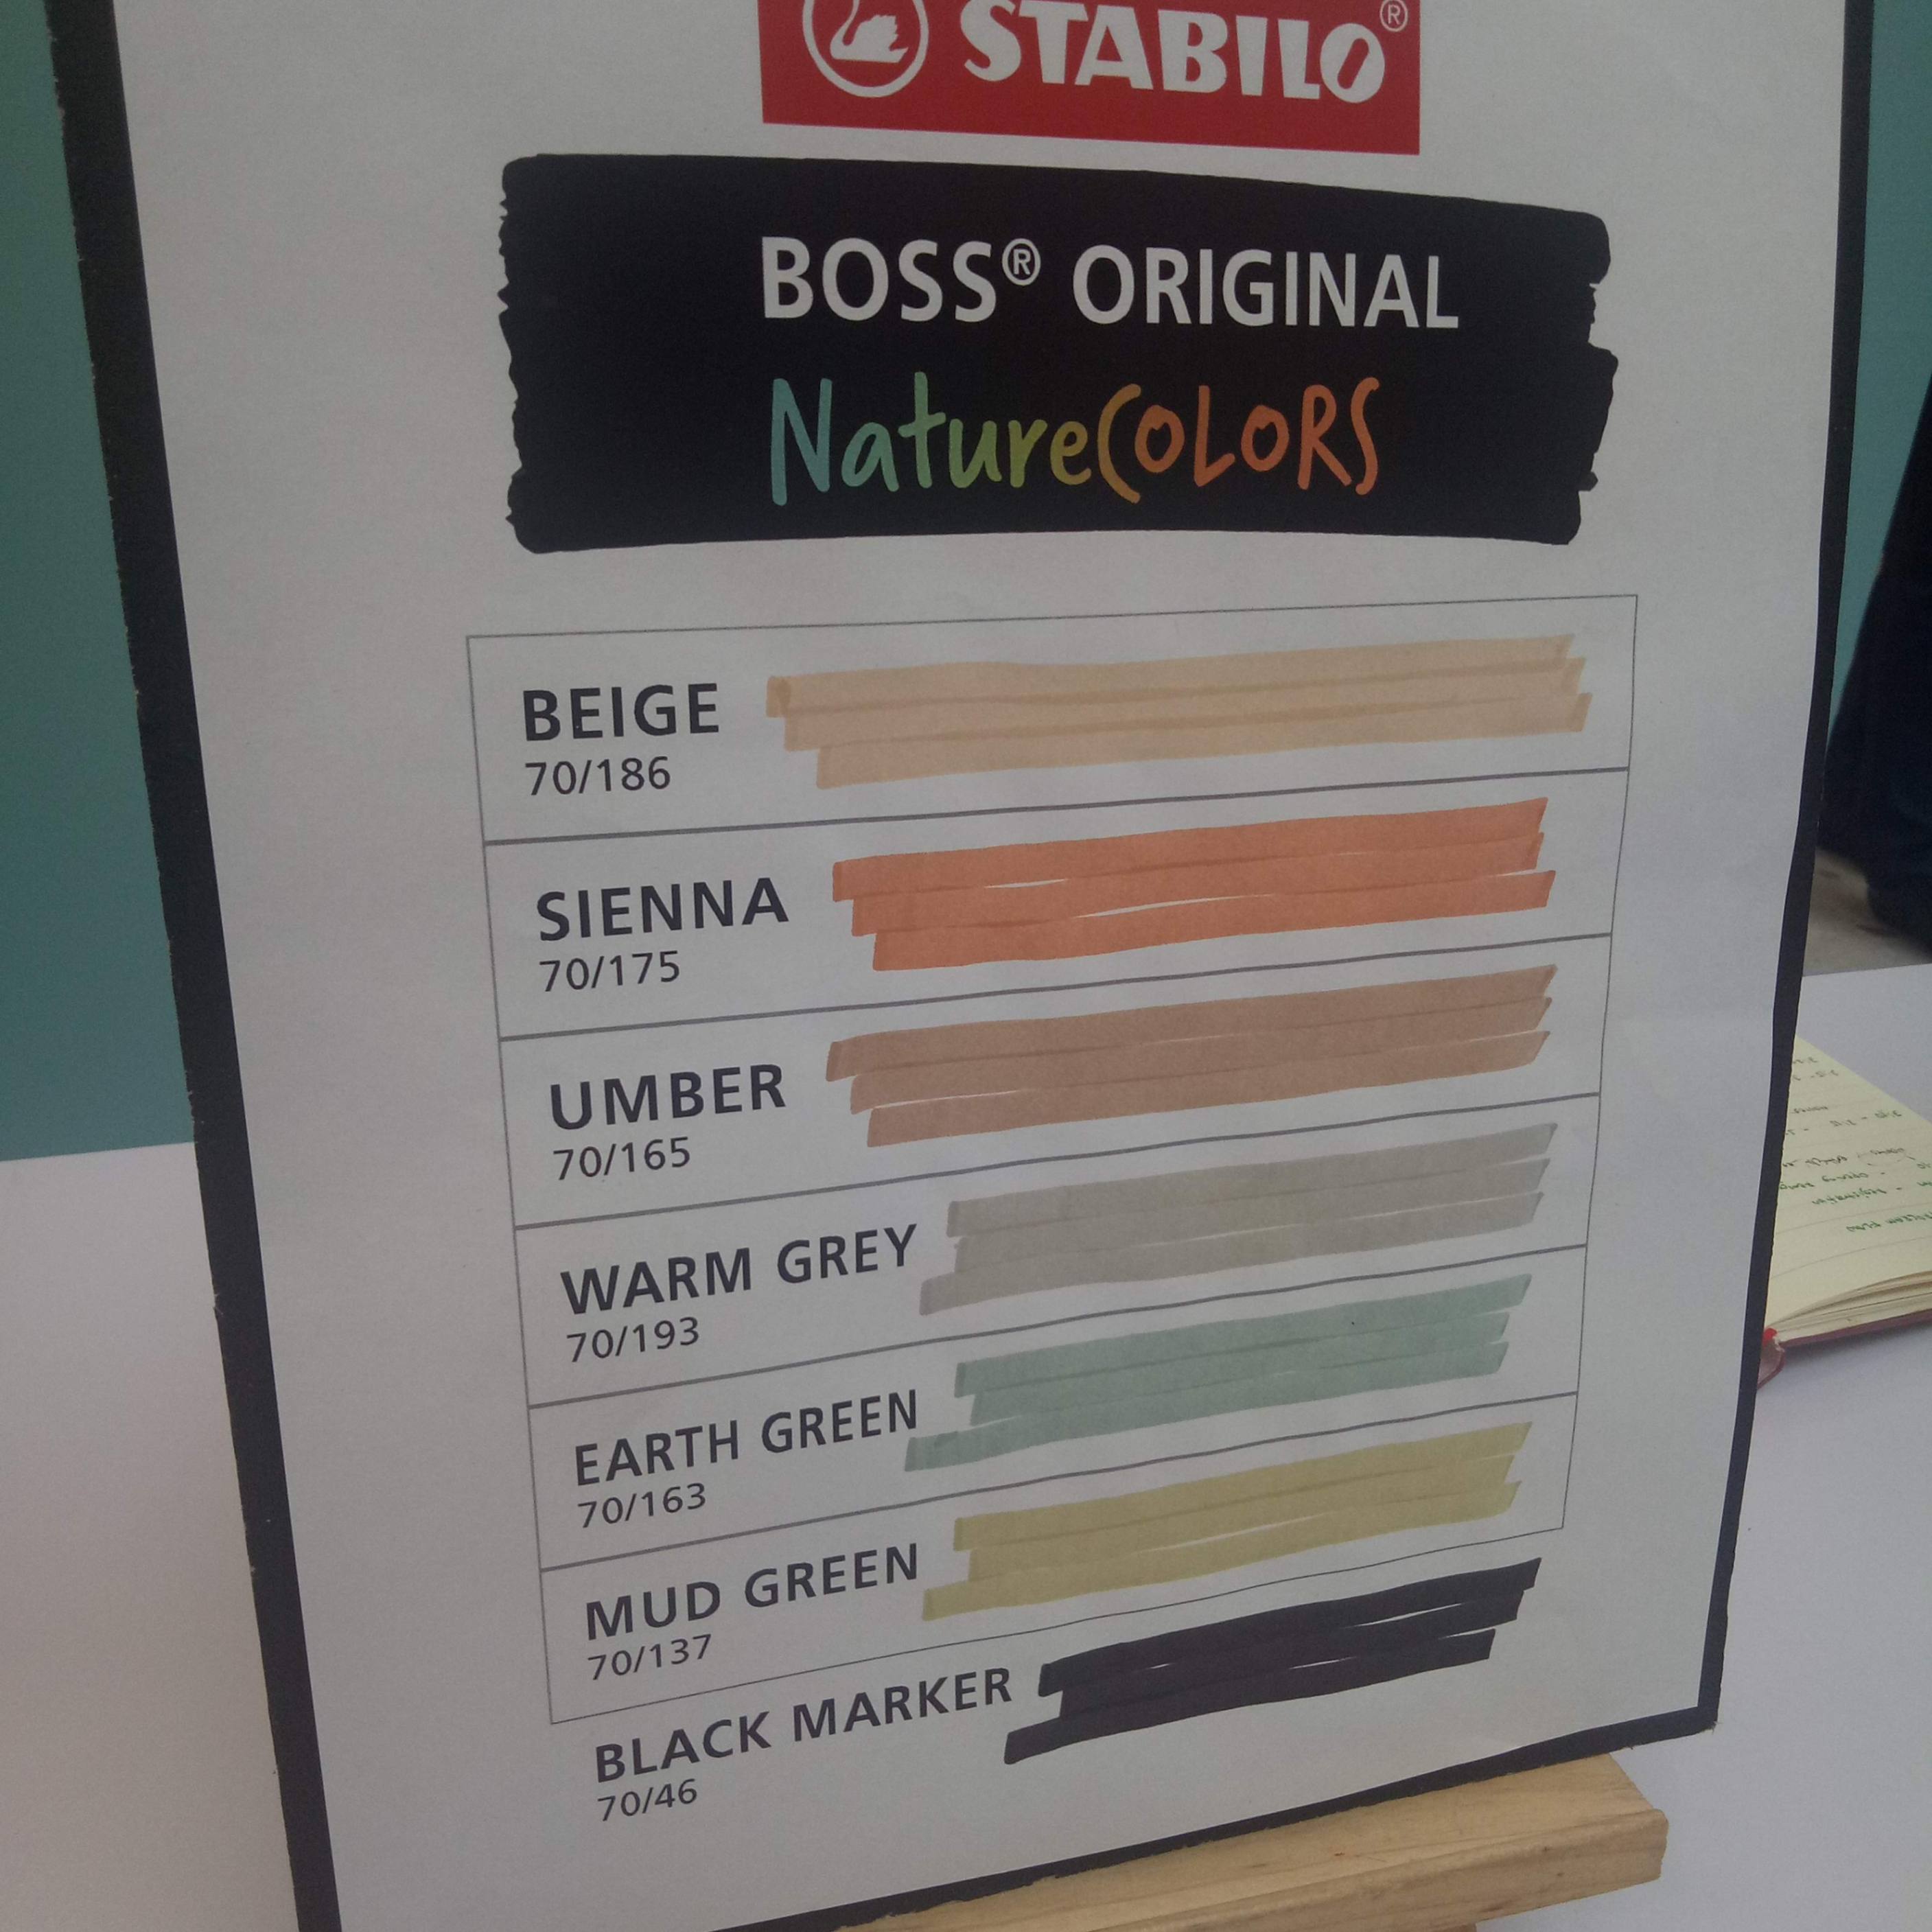 STABILO®
BOSS® ORIGINAL
NatureCOLORS
BEIGE
70/186
SIENNA
70/175
UMBER
70/165
WARM GREY
70/193
EARTH GREEN
70/163
MUD GREEN
70/137
BLACK MARKER
70/46